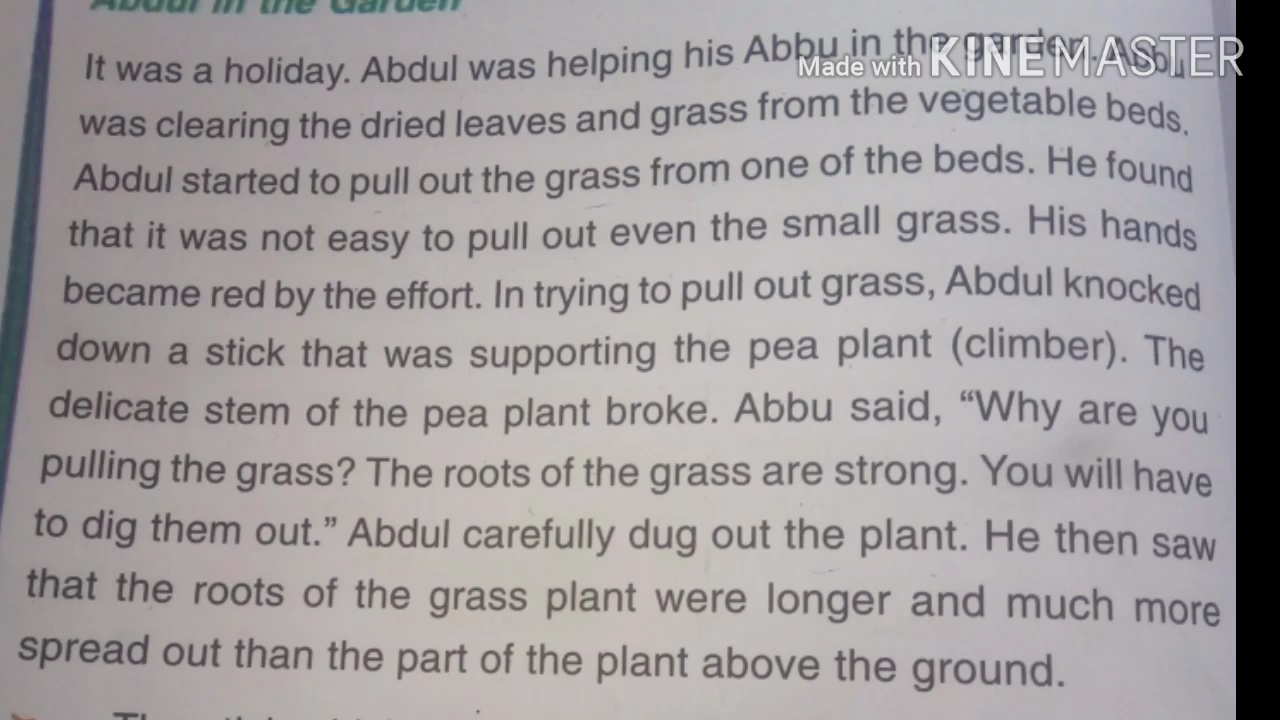 Abdul in the Garden
It was a holiday. Abdul was helping his Abbu in the garden. Abbu
Made with KINEMASTER
was clearing the dried leaves and grass from the vegetable beds.
Abdul started to pull out the grass from one of the beds. He found
that it was not easy to pull out even the small grass. His hands
became red by the effort. In trying to pull out grass, Abdul knocked
down a stick that was supporting the pea plant (climber). The
delicate stem of the pea plant broke. Abbu said, “Why are you
pulling the grass? The roots of the grass are strong. You will have
to dig them out.” Abdul carefully dug out the plant. He then saw
that the roots of the grass plant were longer and much more
spread out than the part of the plant above the ground.